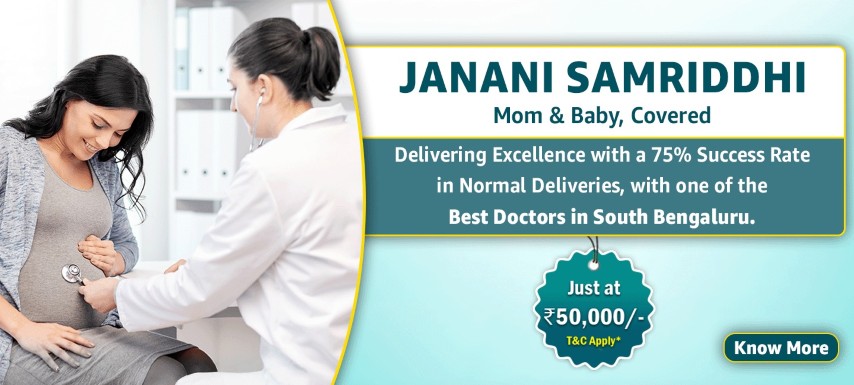 JANANI SAMRIDDHI
Mom & Baby, Covered
Delivering Excellence with a 75% Success Rate
in Normal Deliveries, with one of the
Best Doctors in South Bengaluru.
Just at
₹50,000/-
T&C Apply*
Know More